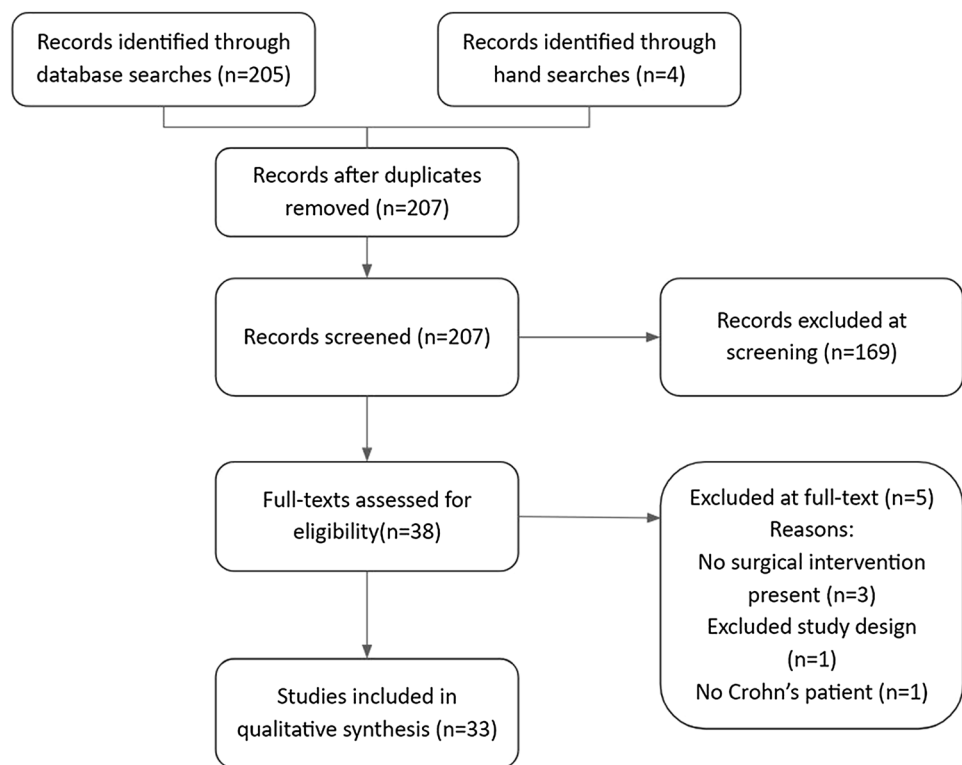 Records identified through
database searches (n=205)
Records identified through
hand searches (n=4)
Records after duplicates
removed (n=207)
Records screened (n=207)
Records excluded at
screening (n=169)
Full-texts assessed for
eligibility(n=38)
Excluded at full-text (n=5)
Reasons:
No surgical intervention
present (n=3)
Excluded study design
(n=1)
No Crohn’s patient (n=1)
Studies included in
qualitative synthesis (n=33)